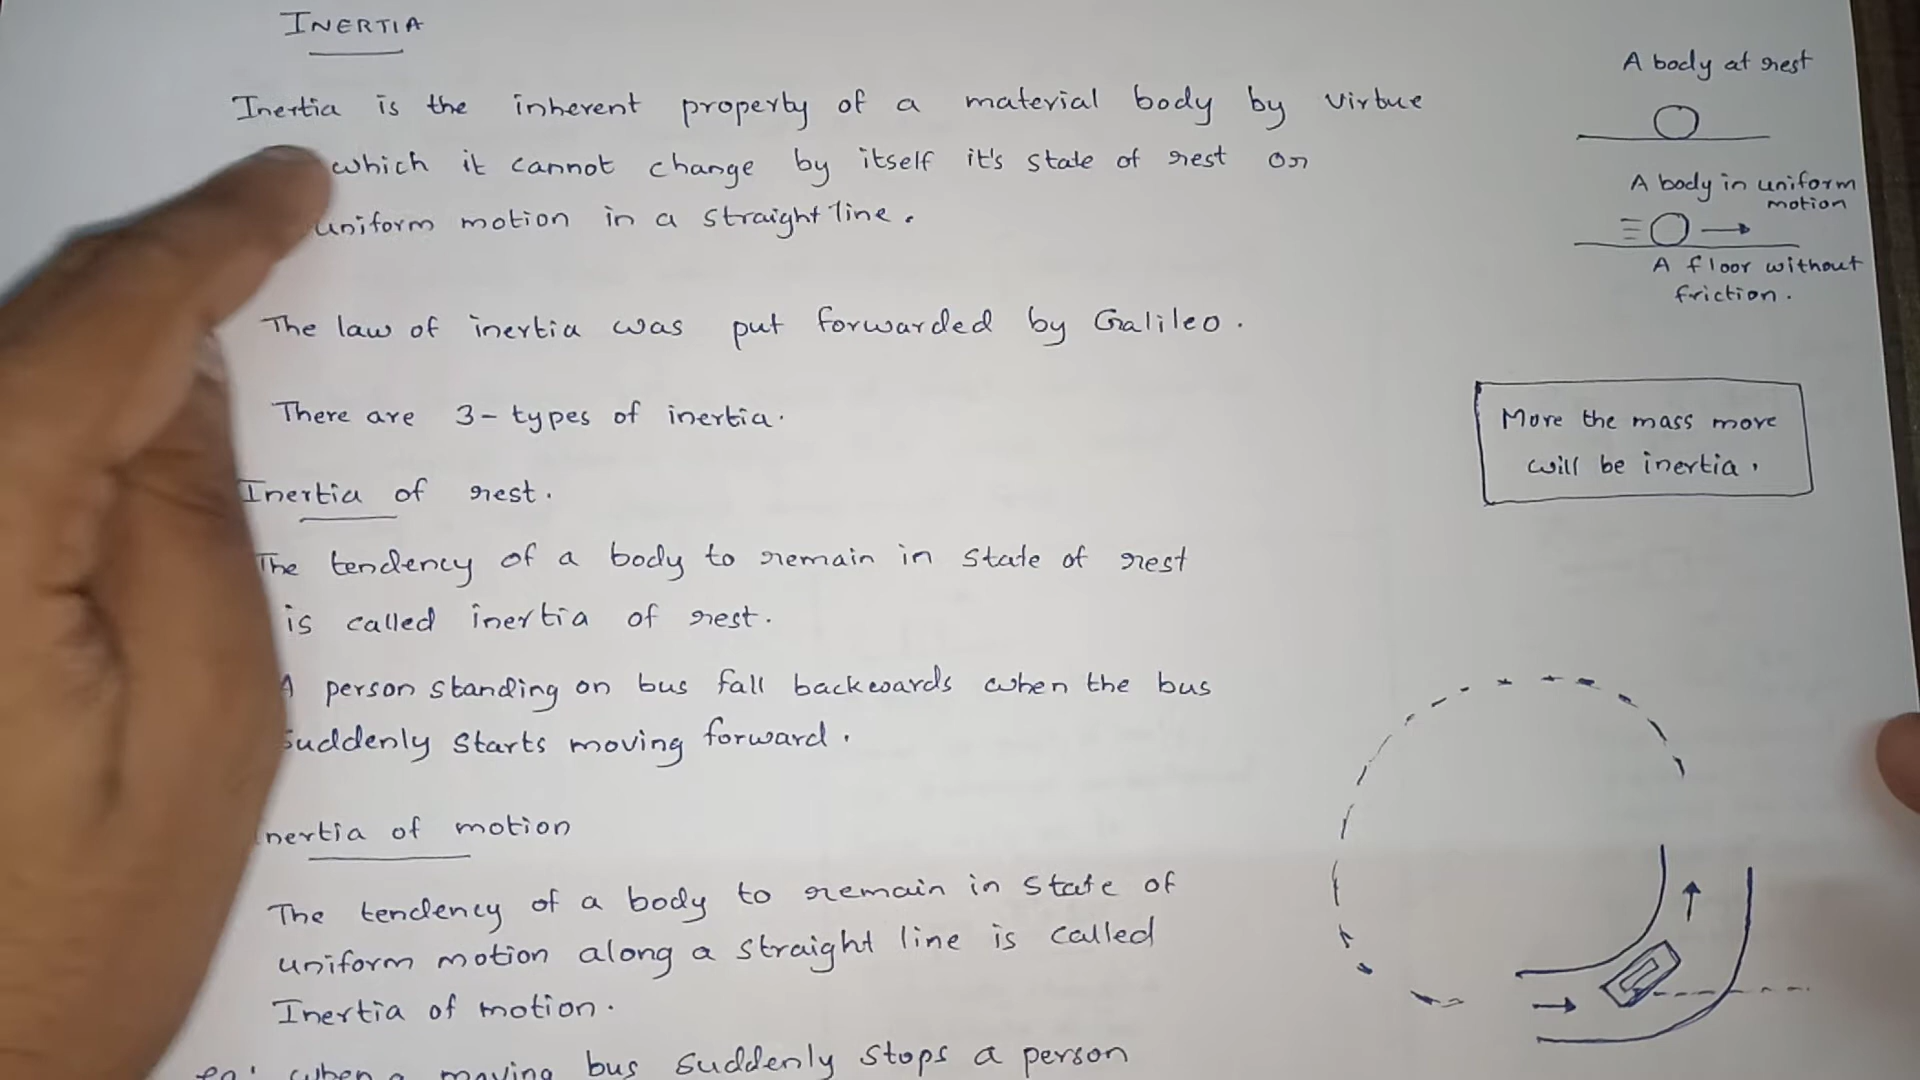 INERTIA
Inertia is the inherent property of a material body by virtue
which it cannot change by itself it's state of rest or
uniform motion in a straight line.
The law of inertia was put forwarded by Galileo.
There are 3-types of inertia.
Inertia of rest.
The tendency of a body to remain in state of rest
is called inertia of rest.
A person standing on bus fall backwards when the bus
suddenly starts moving forward.
Inertia of motion
The tendency of a body to remain in state of
uniform motion along a straight line is called
Inertia of motion.
eg: when a moving bus suddenly stops a person
A body at rest
A body in uniform
motion
A floor without
friction.
More the mass more
will be inertia.